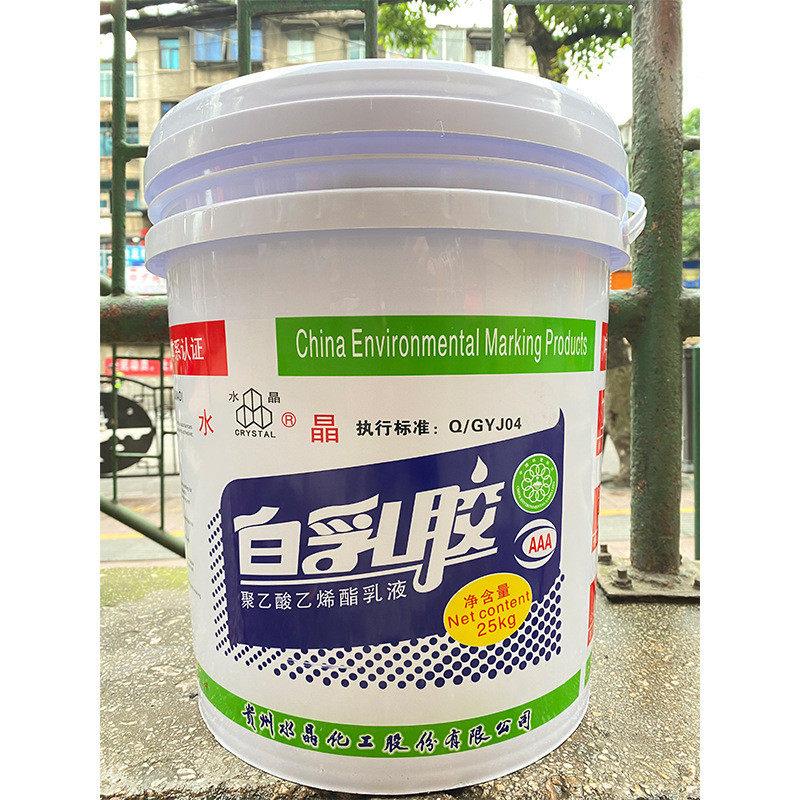 China Environmental Marking Products
系认证
水 晶
CRYSTAL ®
水 晶
执行标准：Q/GYJ04
白乳胶
聚乙酸乙烯酯乳液
AAA
净含量
Net content
25kg
贵州水晶化工股份有限公司